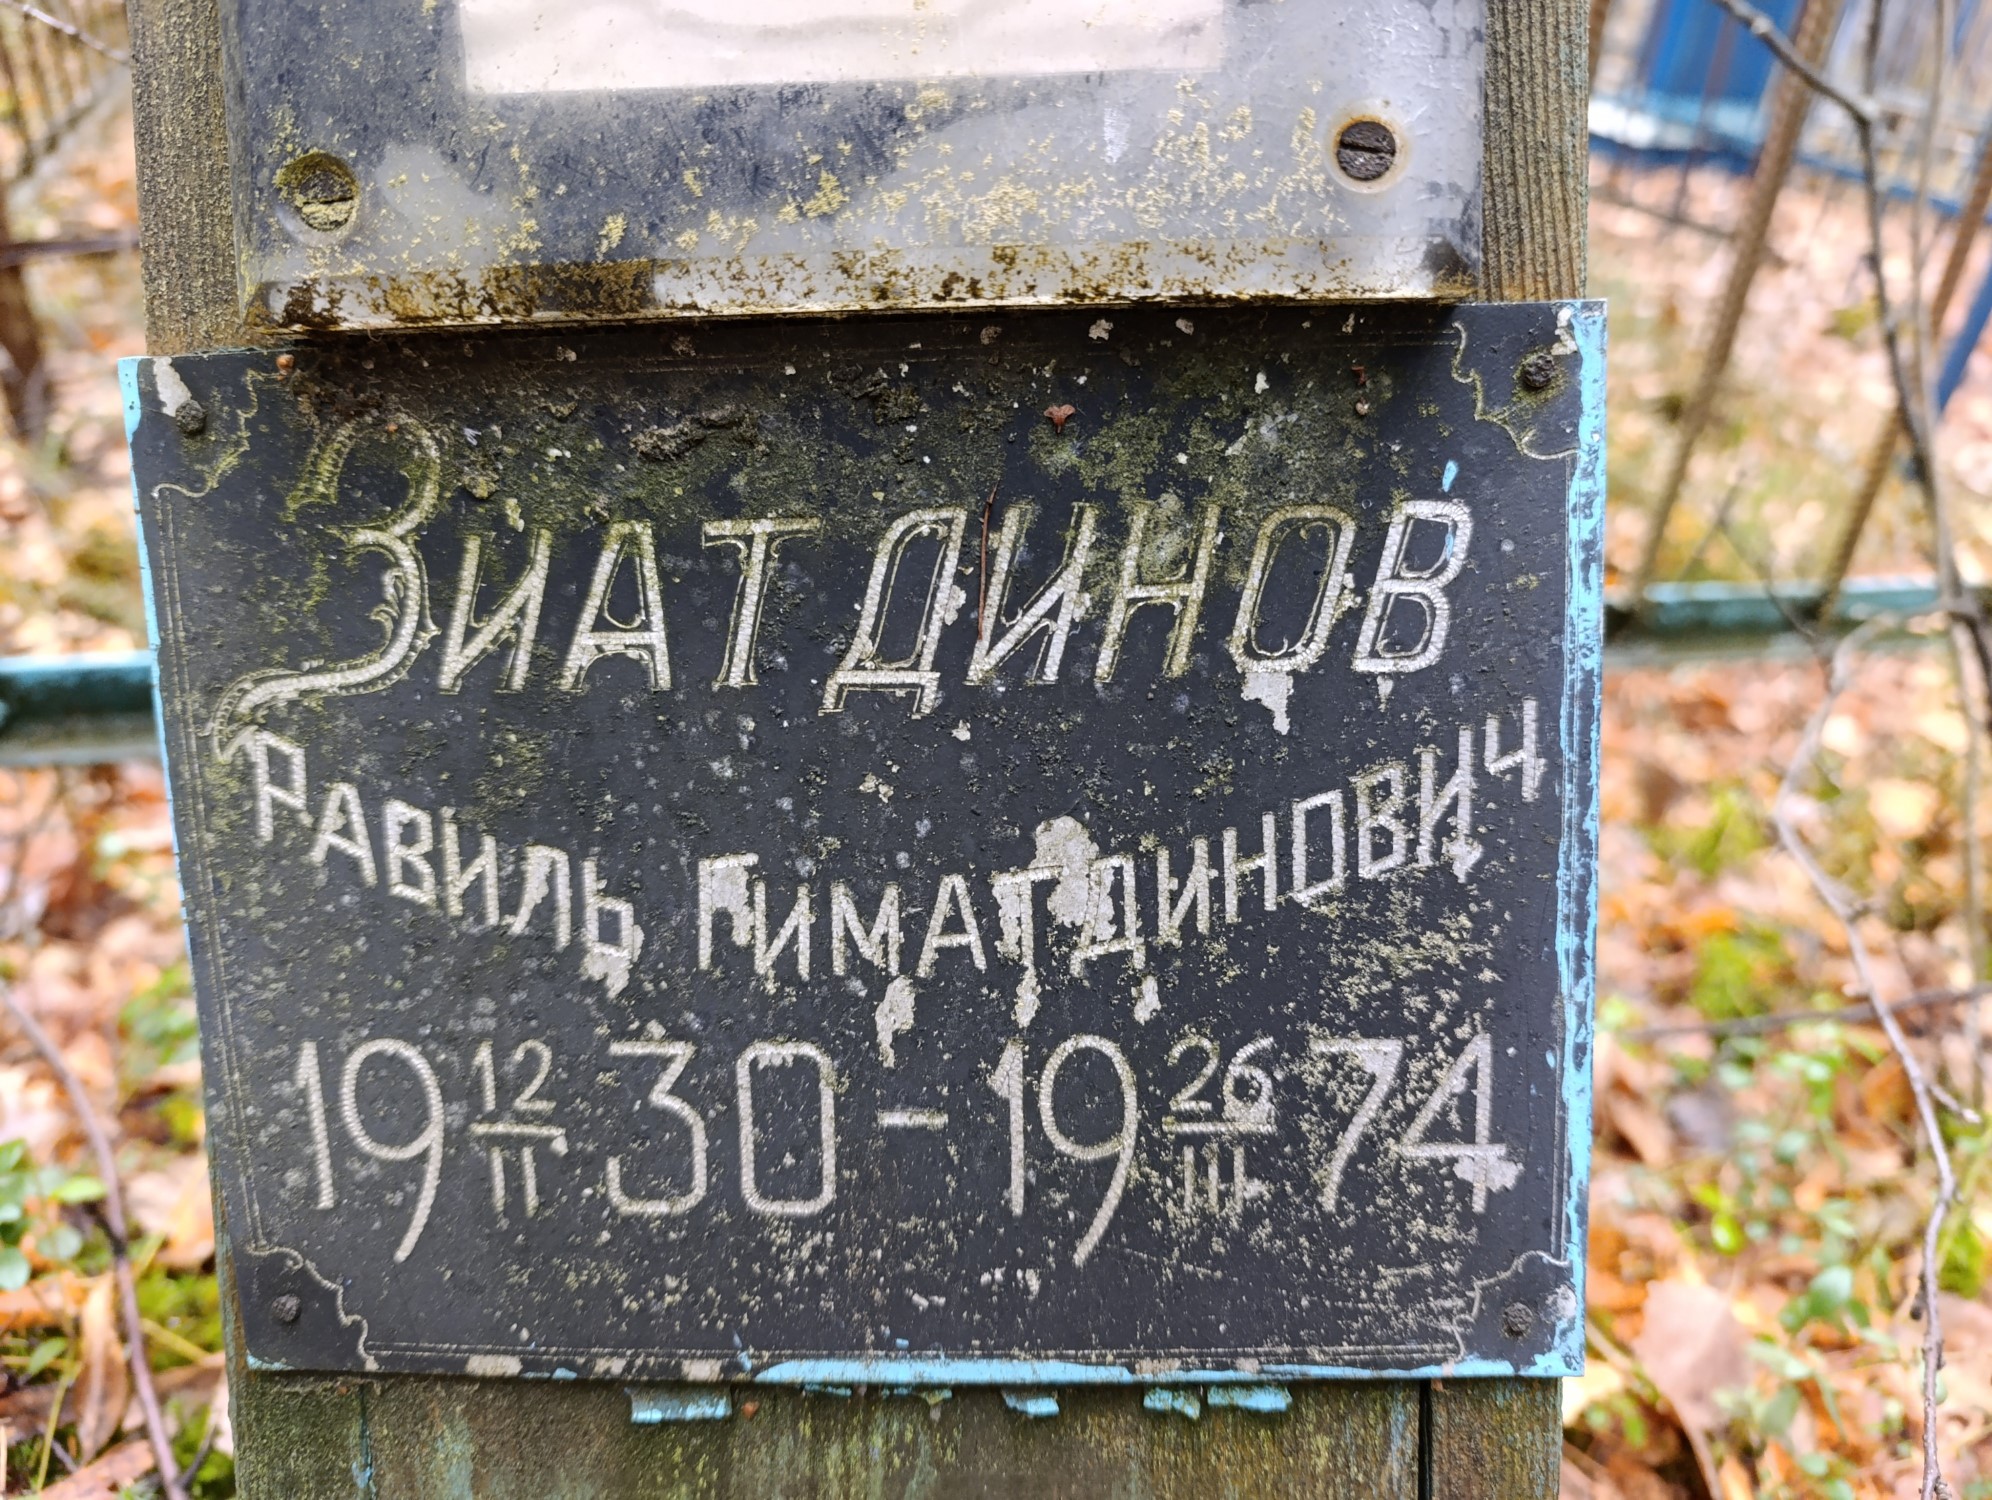 Зиатдинов
Равиль Гиматдинович
19 12/II 30 - 19 26/III 74